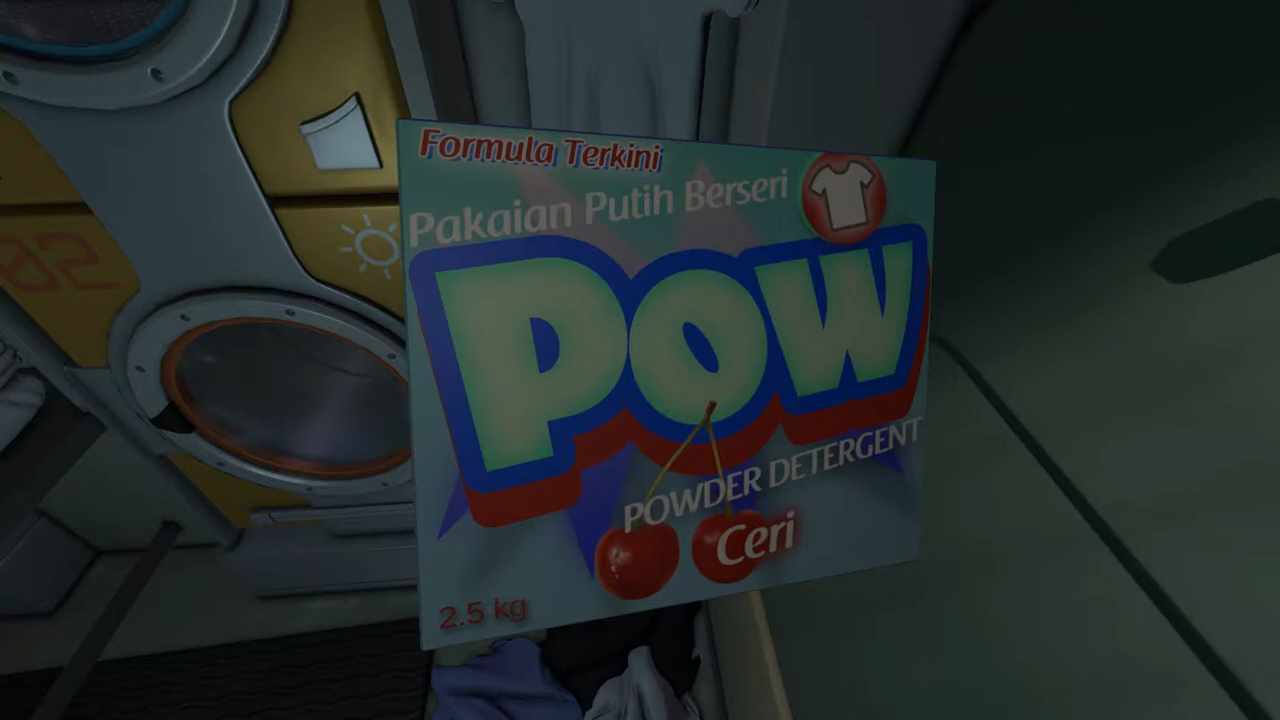 Formula Terkini
Pakaian Putih Berseri
POW
POWDER DETERGENT
Ceri
2.5 kg